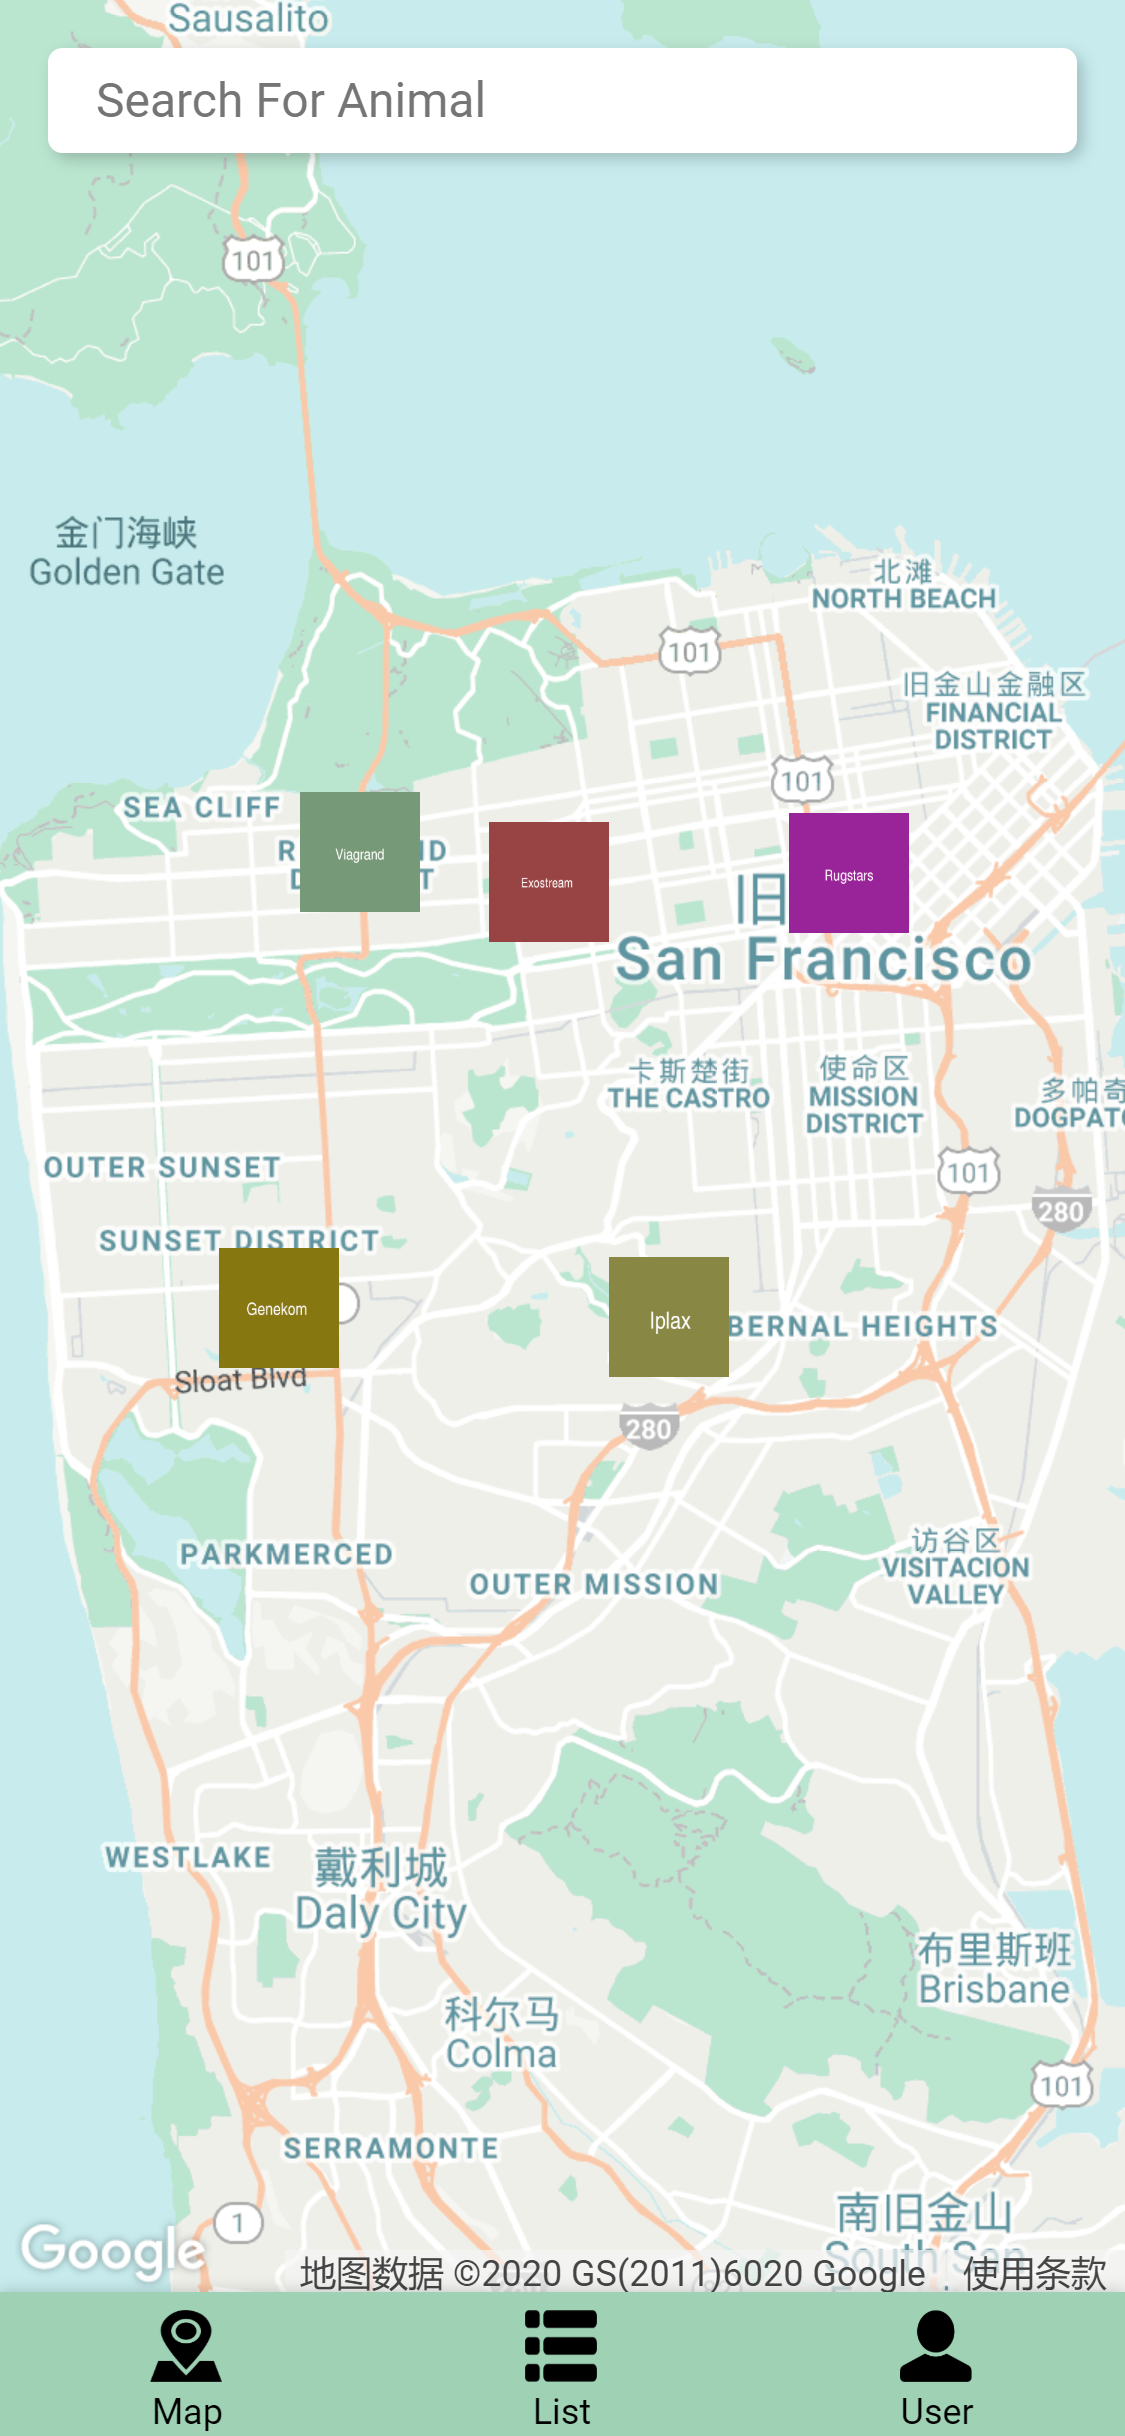 Sausalito
Search For Animal
101
金门海峡
Golden Gate
北滩
NORTH BEACH
101
旧金山金融区
FINANCIAL
DISTRICT
101
SEA CLIFF
Viagrand
Exostream
Rugstars
旧
San Francisco
卡斯楚街
THE CASTRO
使命区
MISSION
DISTRICT
多帕奇
DOGPATC
OUTER SUNSET
101
280
SUNSET DISTRICT
Genekom
Iplax
BERNAL HEIGHTS
Sloat Blvd
280
PARKMERCED
OUTER MISSION
访谷区
VISITACION
VALLEY
WESTLAKE
戴利城
Daly City
布里斯班
Brisbane
科尔马
Colma
101
SERRAMONTE
1
南旧金山
South San
Google
地图数据 ©2020 GS(2011)6020 Google 使用条款
Map
List
User